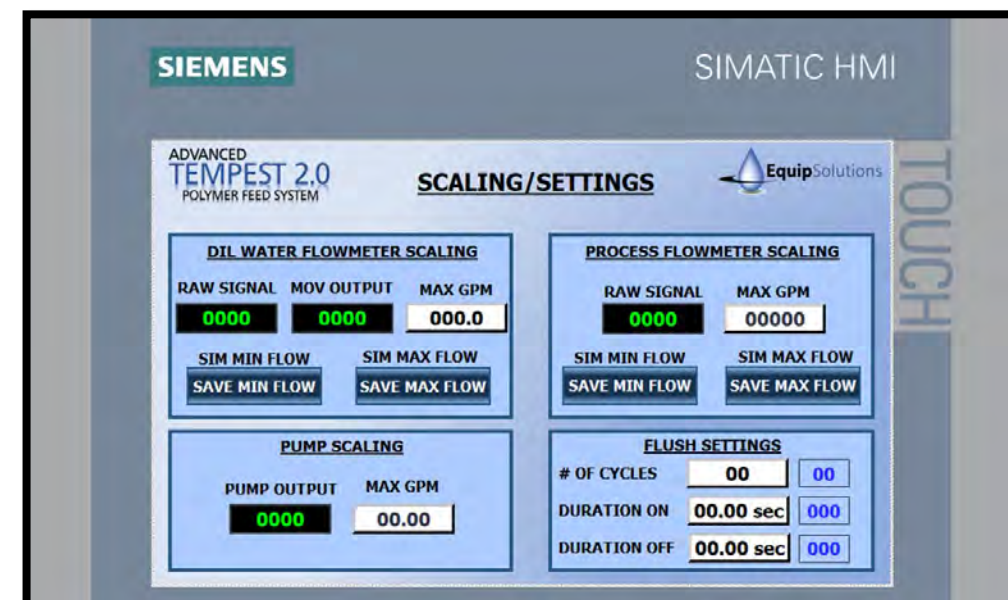 SIEMENS
SIMATIC HMI
TOUCH
ADVANCED
TEMPEST 2.0
POLYMER FEED SYSTEM
SCALING/SETTINGS
EquipSolutions
DIL WATER FLOWMETER SCALING
RAW SIGNAL MOV OUTPUT MAX GPM
0000 0000 000.0
SIM MIN FLOW SIM MAX FLOW
SAVE MIN FLOW SAVE MAX FLOW
PROCESS FLOWMETER SCALING
RAW SIGNAL MAX GPM
0000 00000
SIM MIN FLOW SIM MAX FLOW
SAVE MIN FLOW SAVE MAX FLOW
PUMP SCALING
PUMP OUTPUT MAX GPM
0000 00.00
FLUSH SETTINGS
# OF CYCLES 00 00
DURATION ON 00.00 sec 000
DURATION OFF 00.00 sec 000